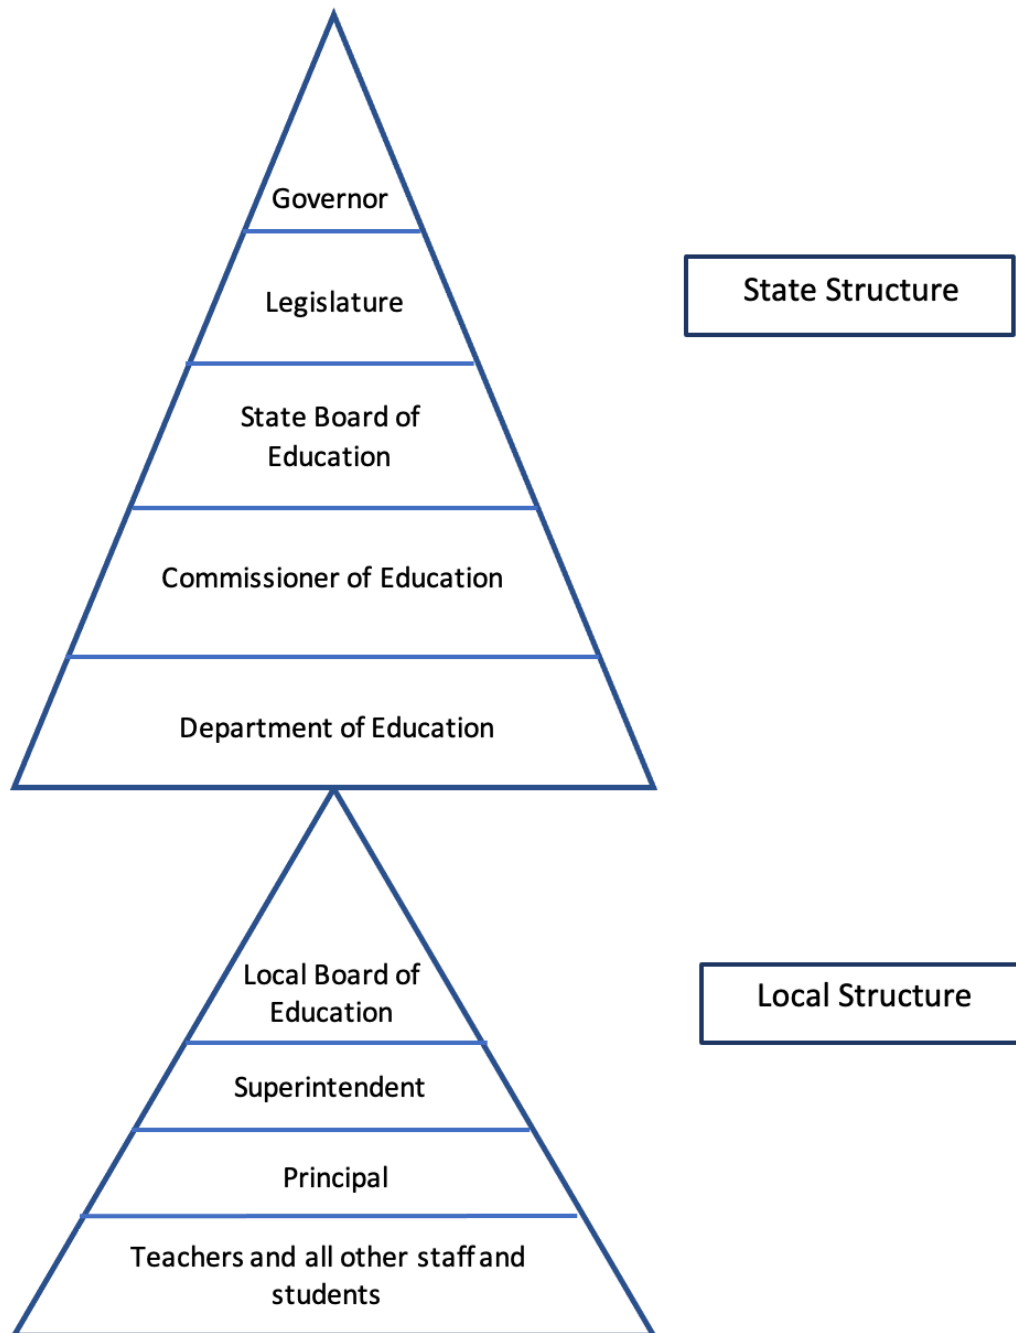 Governor
Legislature
State Structure
State Board of
Education
Commissioner of Education
Department of Education
Local Board of
Education
Local Structure
Superintendent
Principal
Teachers and all other staff and
students